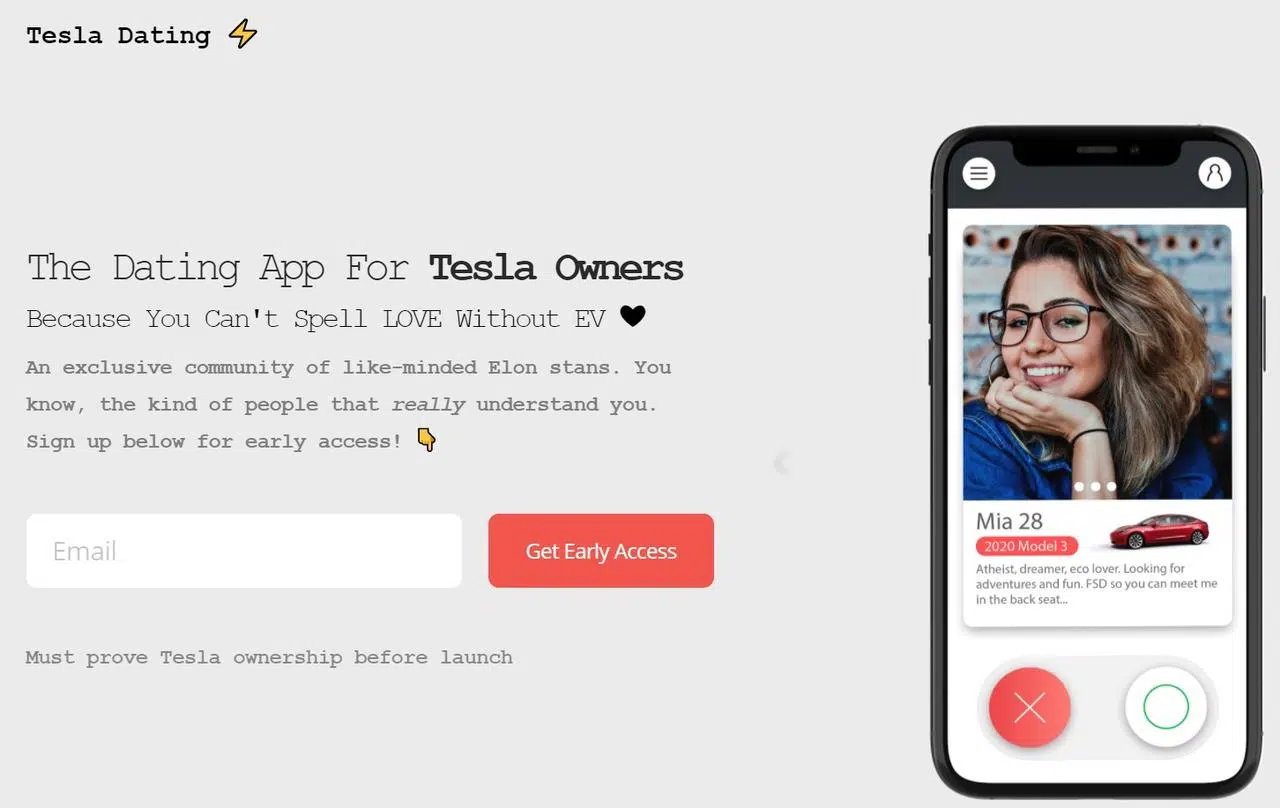 Tesla Dating ⚡
The Dating App For Tesla Owners
Because You Can't Spell LOVE Without EV 🖤
An exclusive community of like-minded Elon stans. You
know, the kind of people that really understand you.
Sign up below for early access! 👇
Email
Get Early Access
Must prove Tesla ownership before launch
Mia 28
2020 Model 3
Atheist, dreamer, eco lover. Looking for
adventures and fun. FSD so you can meet me
in the back seat...